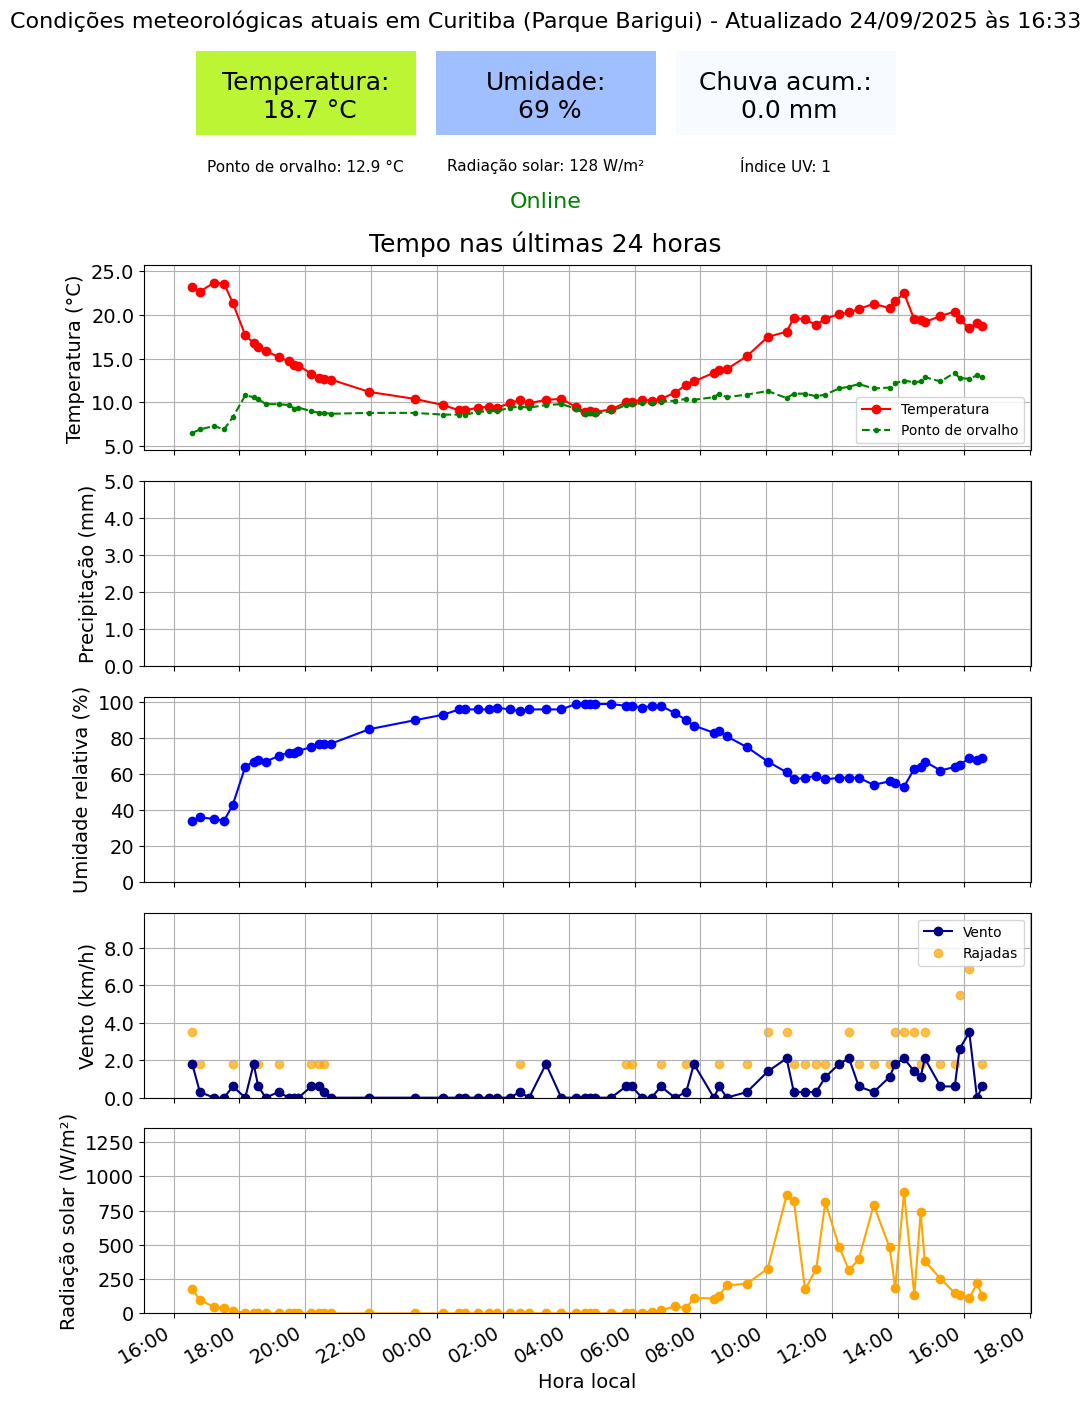 Condições meteorológicas atuais em Curitiba (Parque Barigui) - Atualizado 24/09/2025 às 16:33
Temperatura:
18.7 °C
Umidade:
69 %
Chuva acum.:
0.0 mm
Ponto de orvalho: 12.9 °C
Radiação solar: 128 W/m²
Índice UV: 1
Online
Tempo nas últimas 24 horas
Temperatura (°C)
25.0
20.0
15.0
10.0
5.0
Temperatura
Ponto de orvalho
Precipitação (mm)
5.0
4.0
3.0
2.0
1.0
0.0
Umidade relativa (%)
100
80
60
40
20
0
Vento (km/h)
8.0
6.0
4.0
2.0
0.0
Vento
Rajadas
Radiação solar (W/m²)
1250
1000
750
500
250
0
16:00
18:00
20:00
22:00
00:00
02:00
04:00
06:00
08:00
10:00
12:00
14:00
16:00
18:00
Hora local